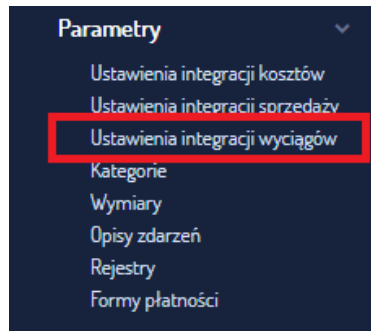 Parametry
Ustawienia integracji kosztów
Ustawienia integracji sprzedaży
Ustawienia integracji wyciągów
Kategorie
Wymiary
Opisy zdarzeń
Rejestry
Formy płatności